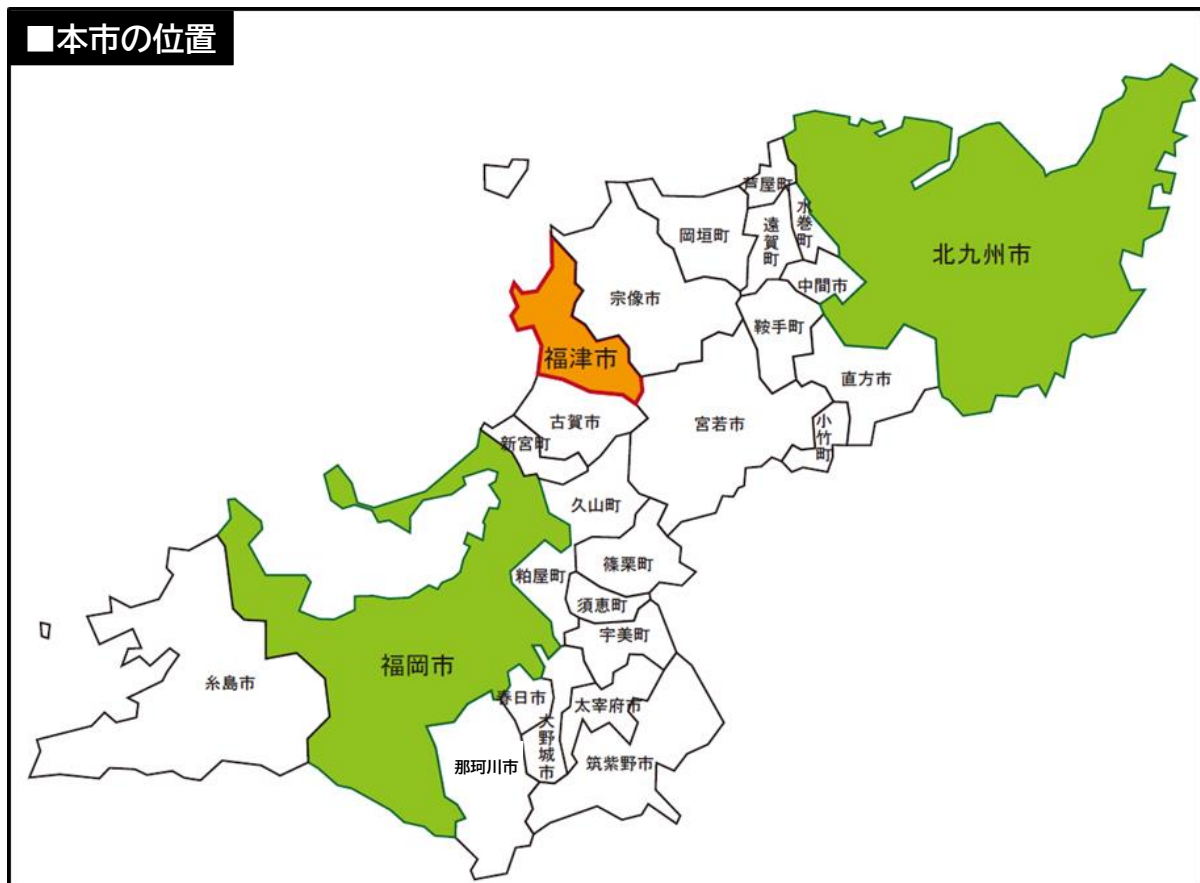 ■本市の位置
芦屋町
水巻町
遠賀町
岡垣町
北九州市
中間市
宗像市
鞍手町
福津市
直方市
古賀市
宮若市
小竹町
新宮町
久山町
篠栗町
粕屋町
須恵町
宇美町
福岡市
糸島市
春日市
太宰府市
大野城市
那珂川市
筑紫野市